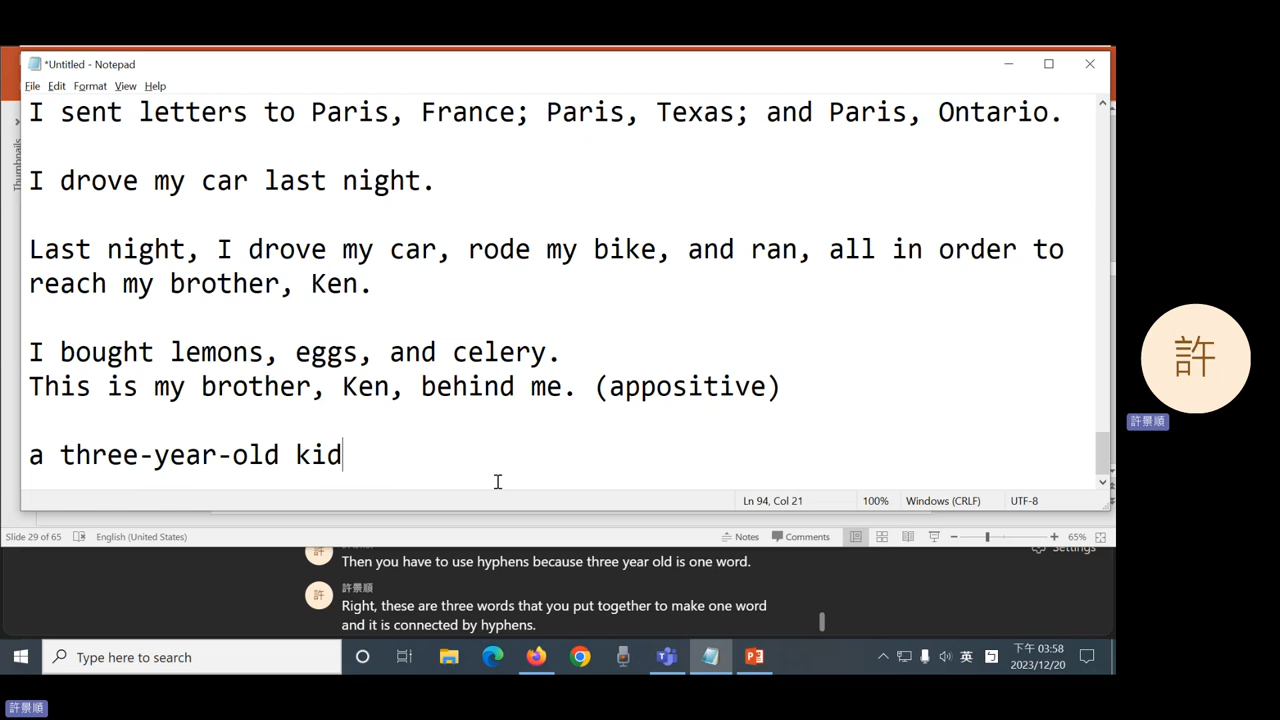 *Untitled - Notepad
File Edit Format View Help
I sent letters to Paris, France; Paris, Texas; and Paris, Ontario.
I drove my car last night.
Last night, I drove my car, rode my bike, and ran, all in order to
reach my brother, Ken.
I bought lemons, eggs, and celery.
This is my brother, Ken, behind me. (appositive)
a three-year-old kid
Ln 94, Col 21 100% Windows (CRLF) UTF-8
Thumbnails
Slide 29 of 65 English (United States) Notes Comments 65%
Settings
許 Then you have to use hyphens because three year old is one word.
許景順
許 Right, these are three words that you put together to make one word
and it is connected by hyphens.
許
許景順
Type here to search
英
下午 03:58
2023/12/20
許景順